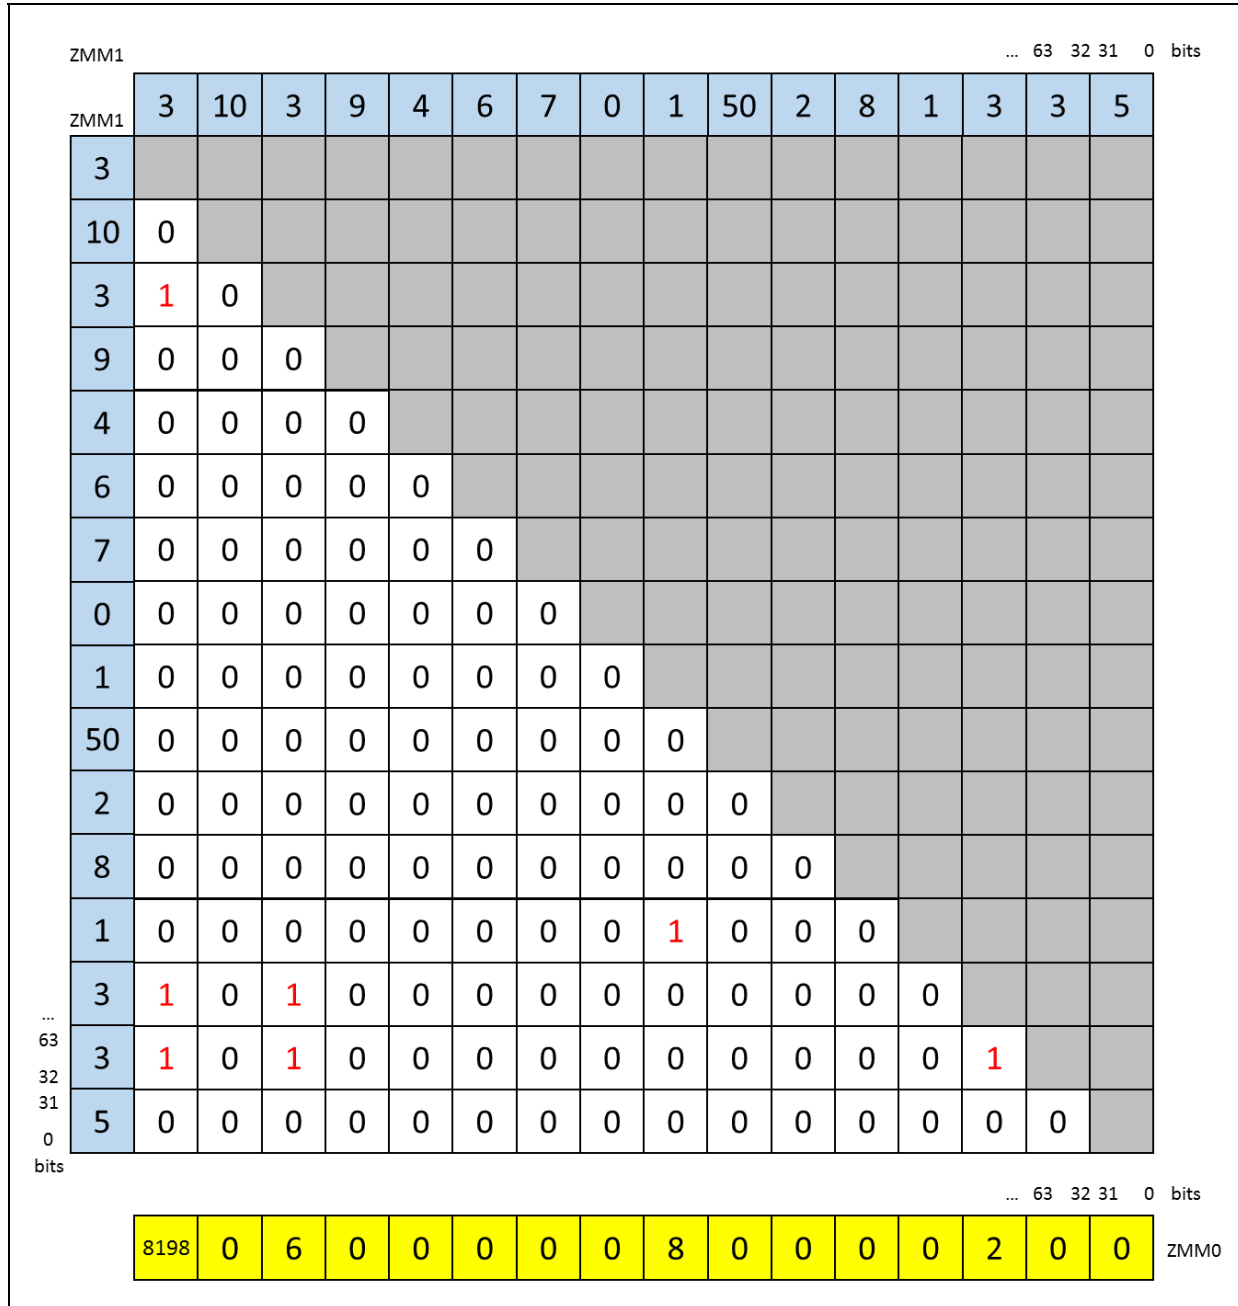 ZMM1 ... 63 32 31 0 bits
ZMM1 3 10 3 9 4 6 7 0 1 50 2 8 1 3 3 5
3
10 0
3 1 0
9 0 0 0
4 0 0 0 0
6 0 0 0 0 0
7 0 0 0 0 0 0
0 0 0 0 0 0 0 0
1 0 0 0 0 0 0 0 0
50 0 0 0 0 0 0 0 0 0
2 0 0 0 0 0 0 0 0 0 0
8 0 0 0 0 0 0 0 0 0 0 0
1 0 0 0 0 0 0 0 0 1 0 0 0
3 1 0 1 0 0 0 0 0 0 0 0 0 0
...
63
32
3 1 0 1 0 0 0 0 0 0 0 0 0 0 1
31
0
bits
5 0 0 0 0 0 0 0 0 0 0 0 0 0 0 0
... 63 32 31 0 bits
8198 0 6 0 0 0 0 0 8 0 0 0 0 2 0 0 ZMM0